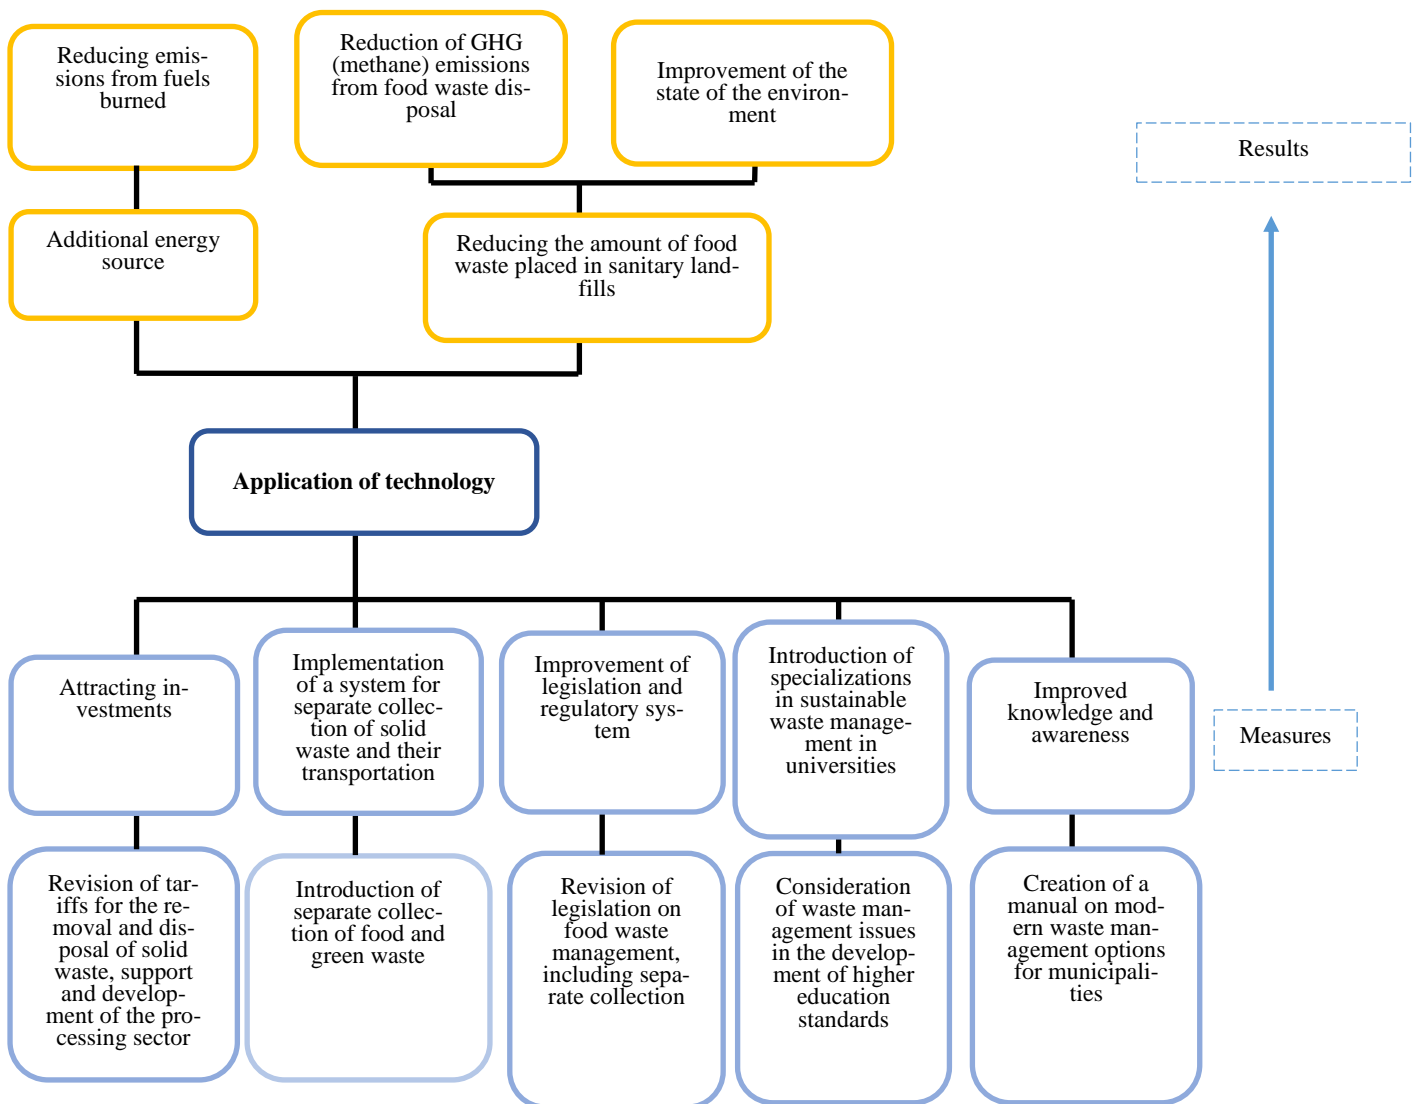 Reducing emis-
sions from fuels
burned
Reduction of GHG
(methane) emissions
from food waste dis-
posal
Improvement of the
state of the environ-
ment
Results
Additional energy
source
Reducing the amount of food
waste placed in sanitary land-
fills
Application of technology
Attracting in-
vestments
Implementation
of a system for
separate collec-
tion of solid
waste and their
transportation
Improvement of
legislation and
regulatory sys-
tem
Introduction of
specializations
in sustainable
waste manage-
ment in
universities
Improved
knowledge and
awareness
Measures
Revision of tar-
iffs for the re-
moval and dis-
posal of solid
waste, support
and develop-
ment of the pro-
cessing sector
Introduction of
separate collec-
tion of food and
green waste
Revision of
legislation on
food waste
management,
including sepa-
rate collection
Consideration
of waste man-
agement issues
in the develop-
ment of higher
education
standards
Creation of a
manual on mod-
ern waste man-
agement options
for municipali-
ties